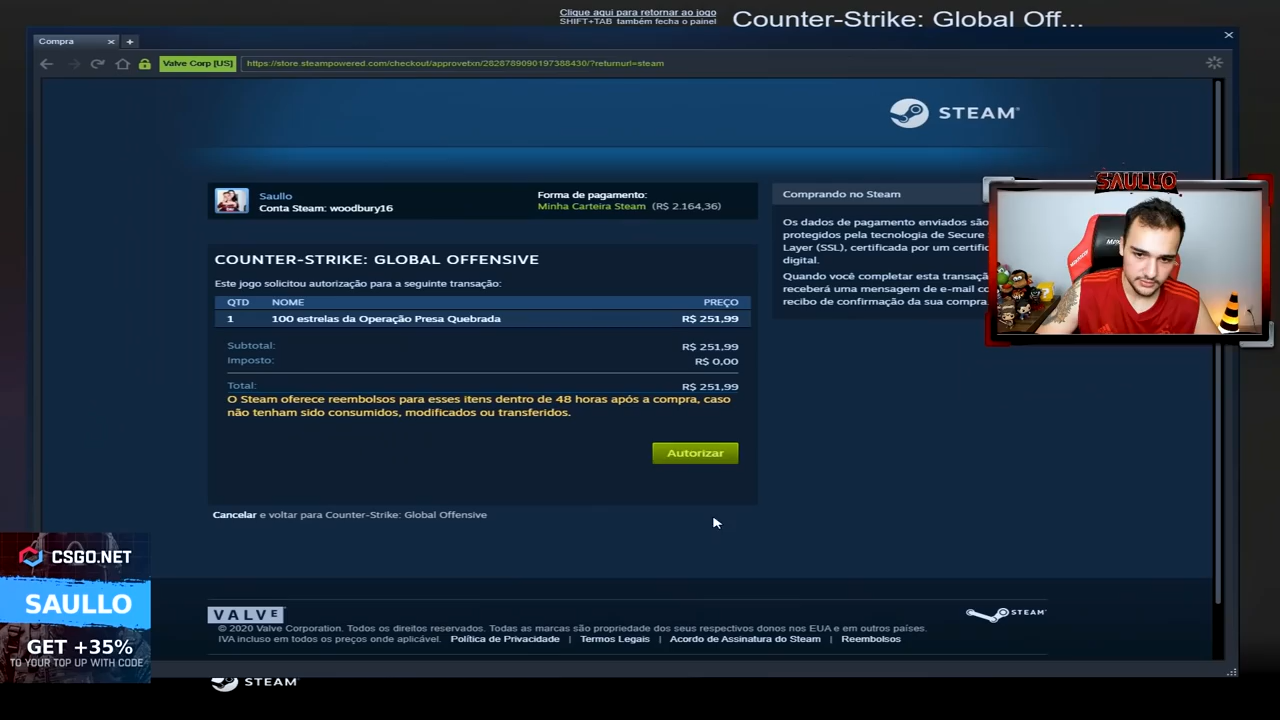 Clique aqui para retornar ao jogo
SHIFT+TAB também fecha o painel
Counter-Strike: Global Off...
Compra
Valve Corp [US]
https://store.steampowered.com/checkout/approvetxn/2828789090197388430/?returnurl=steam
STEAM
Saullo
Conta Steam: woodbury16
Forma de pagamento:
Minha Carteira Steam (R$ 2.164,36)
Comprando no Steam
Os dados de pagamento enviados são
protegidos pela tecnologia de Secure
Layer (SSL), certificada por um certifi
digital.
Quando você completar esta transaçã
receberá uma mensagem de e-mail co
recibo de confirmação da sua compra.
SAULLO
COUNTER-STRIKE: GLOBAL OFFENSIVE
Este jogo solicitou autorização para a seguinte transação:
QTD NOME PREÇO
1 100 estrelas da Operação Presa Quebrada R$ 251,99
Subtotal: R$ 251,99
Imposto: R$ 0,00
Total: R$ 251,99
O Steam oferece reembolsos para esses itens dentro de 48 horas após a compra, caso
não tenham sido consumidos, modificados ou transferidos.
Autorizar
Cancelar e voltar para Counter-Strike: Global Offensive
CSGO.NET
SAULLO
GET +35%
TO YOUR TOP UP WITH CODE
VALVE
STEAM
© 2020 Valve Corporation. Todos os direitos reservados. Todas as marcas são propriedade dos seus respectivos donos nos EUA e em outros países.
IVA incluso em todos os preços onde aplicável. Política de Privacidade | Termos Legais | Acordo de Assinatura do Steam | Reembolsos
STEAM